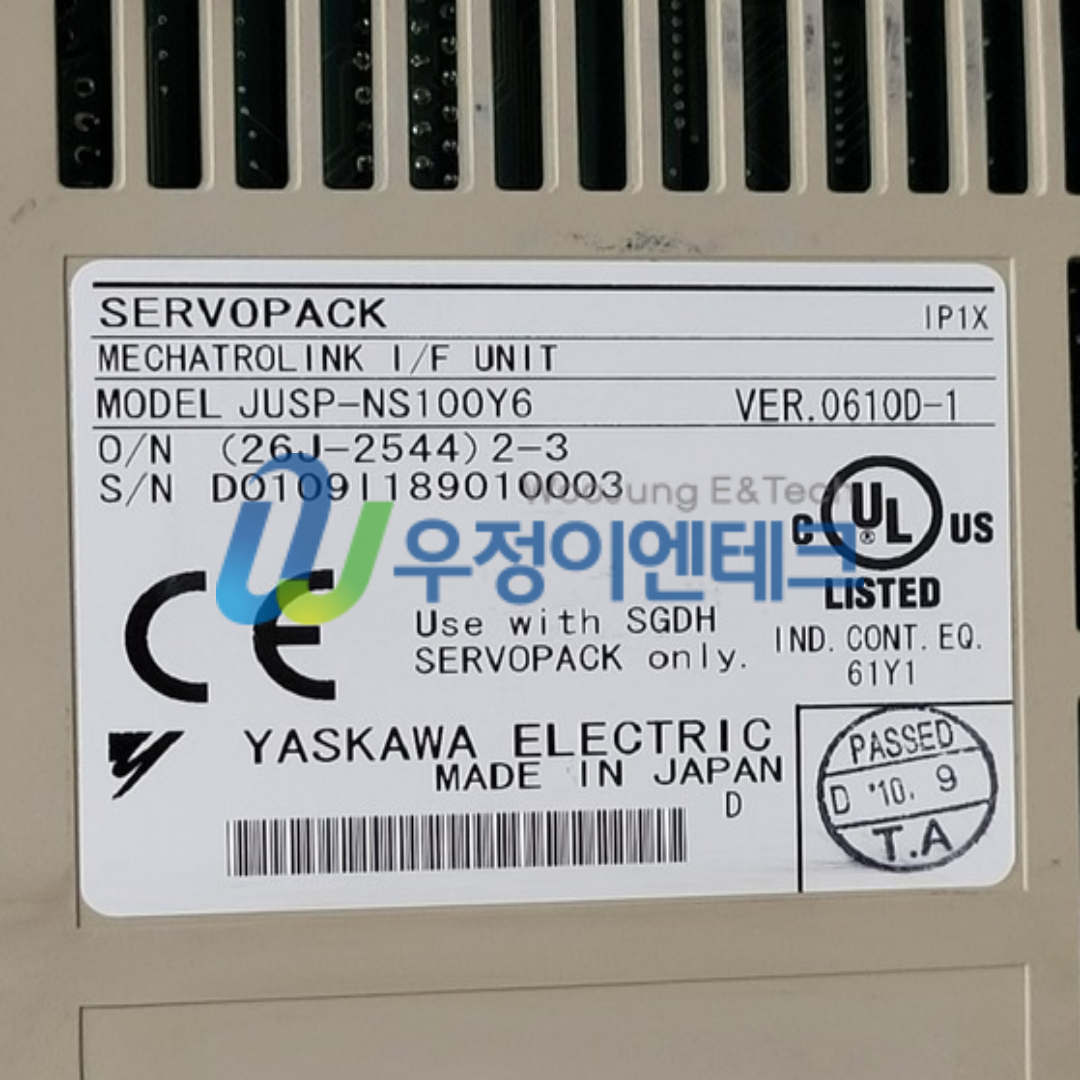 SERVOPACK IP1X
MECHATROLINK I/F UNIT
MODEL JUSP-NS100Y6 VER.0610D-1
O/N (26J-2544)2-3
S/N D0109I189010003
WooJung E&Tech
우정이엔테크
C UL US
®
LISTED
IND. CONT. EQ.
61Y1
CE
Use with SGDH
SERVOPACK only.
YASKAWA ELECTRIC
MADE IN JAPAN
D
PASSED
D '10. 9
T.A